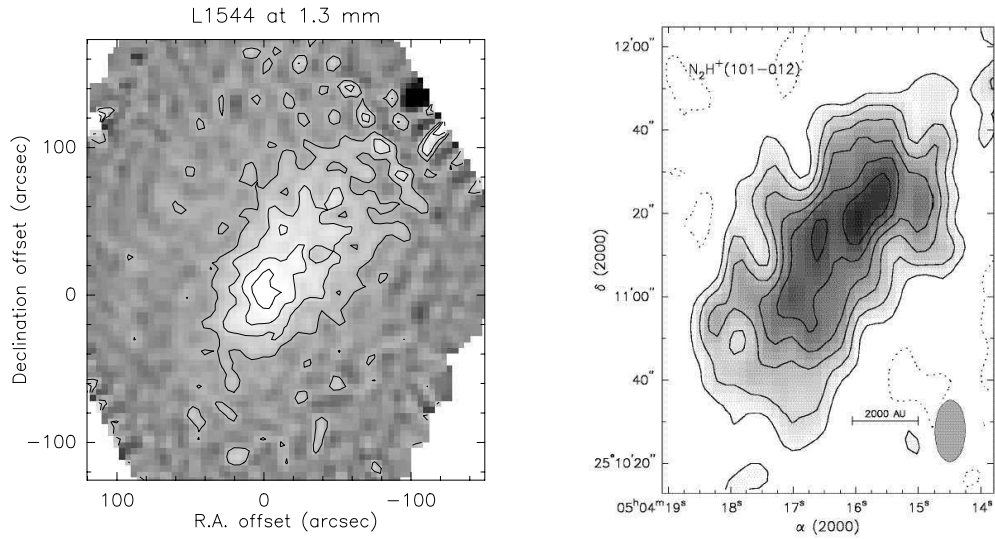 L1544 at 1.3 mm
Declination offset (arcsec)
100
0
−100
100
0
−100
R.A. offset (arcsec)
N₂H⁺(101−012)
δ (2000)
12′00″
40″
20″
11′00″
40″
25°10′20″
2000 AU
05ʰ04ᵐ19ˢ
18ˢ
17ˢ
16ˢ
15ˢ
14ˢ
α (2000)